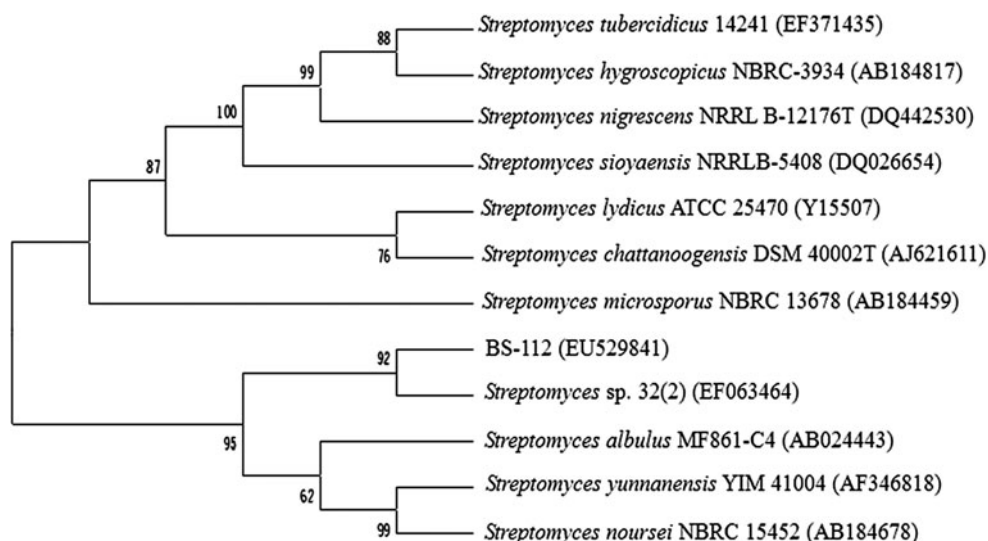 88
Streptomyces tubercidicus 14241 (EF371435)
99
Streptomyces hygroscopicus NBRC-3934 (AB184817)
100
Streptomyces nigrescens NRRL B-12176T (DQ442530)
87
Streptomyces sioyaensis NRRLB-5408 (DQ026654)
Streptomyces lydicus ATCC 25470 (Y15507)
76
Streptomyces chattanoogensis DSM 40002T (AJ621611)
Streptomyces microsporus NBRC 13678 (AB184459)
BS-112 (EU529841)
92
Streptomyces sp. 32(2) (EF063464)
95
Streptomyces albulus MF861-C4 (AB024443)
62
Streptomyces yunnanensis YIM 41004 (AF346818)
99
Streptomyces noursei NBRC 15452 (AB184678)